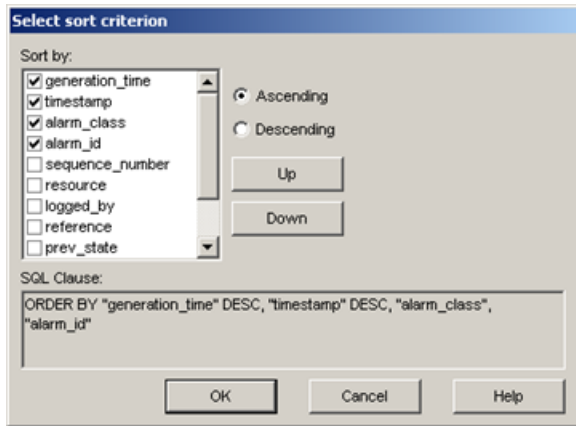 Select sort criterion
Sort by:
generation_time
timestamp
alarm_class
alarm_id
sequence_number
resource
logged_by
reference
prev_state
Ascending
Descending
Up
Down
SQL Clause:
ORDER BY "generation_time" DESC, "timestamp" DESC, "alarm_class",
"alarm_id"
OK Cancel Help